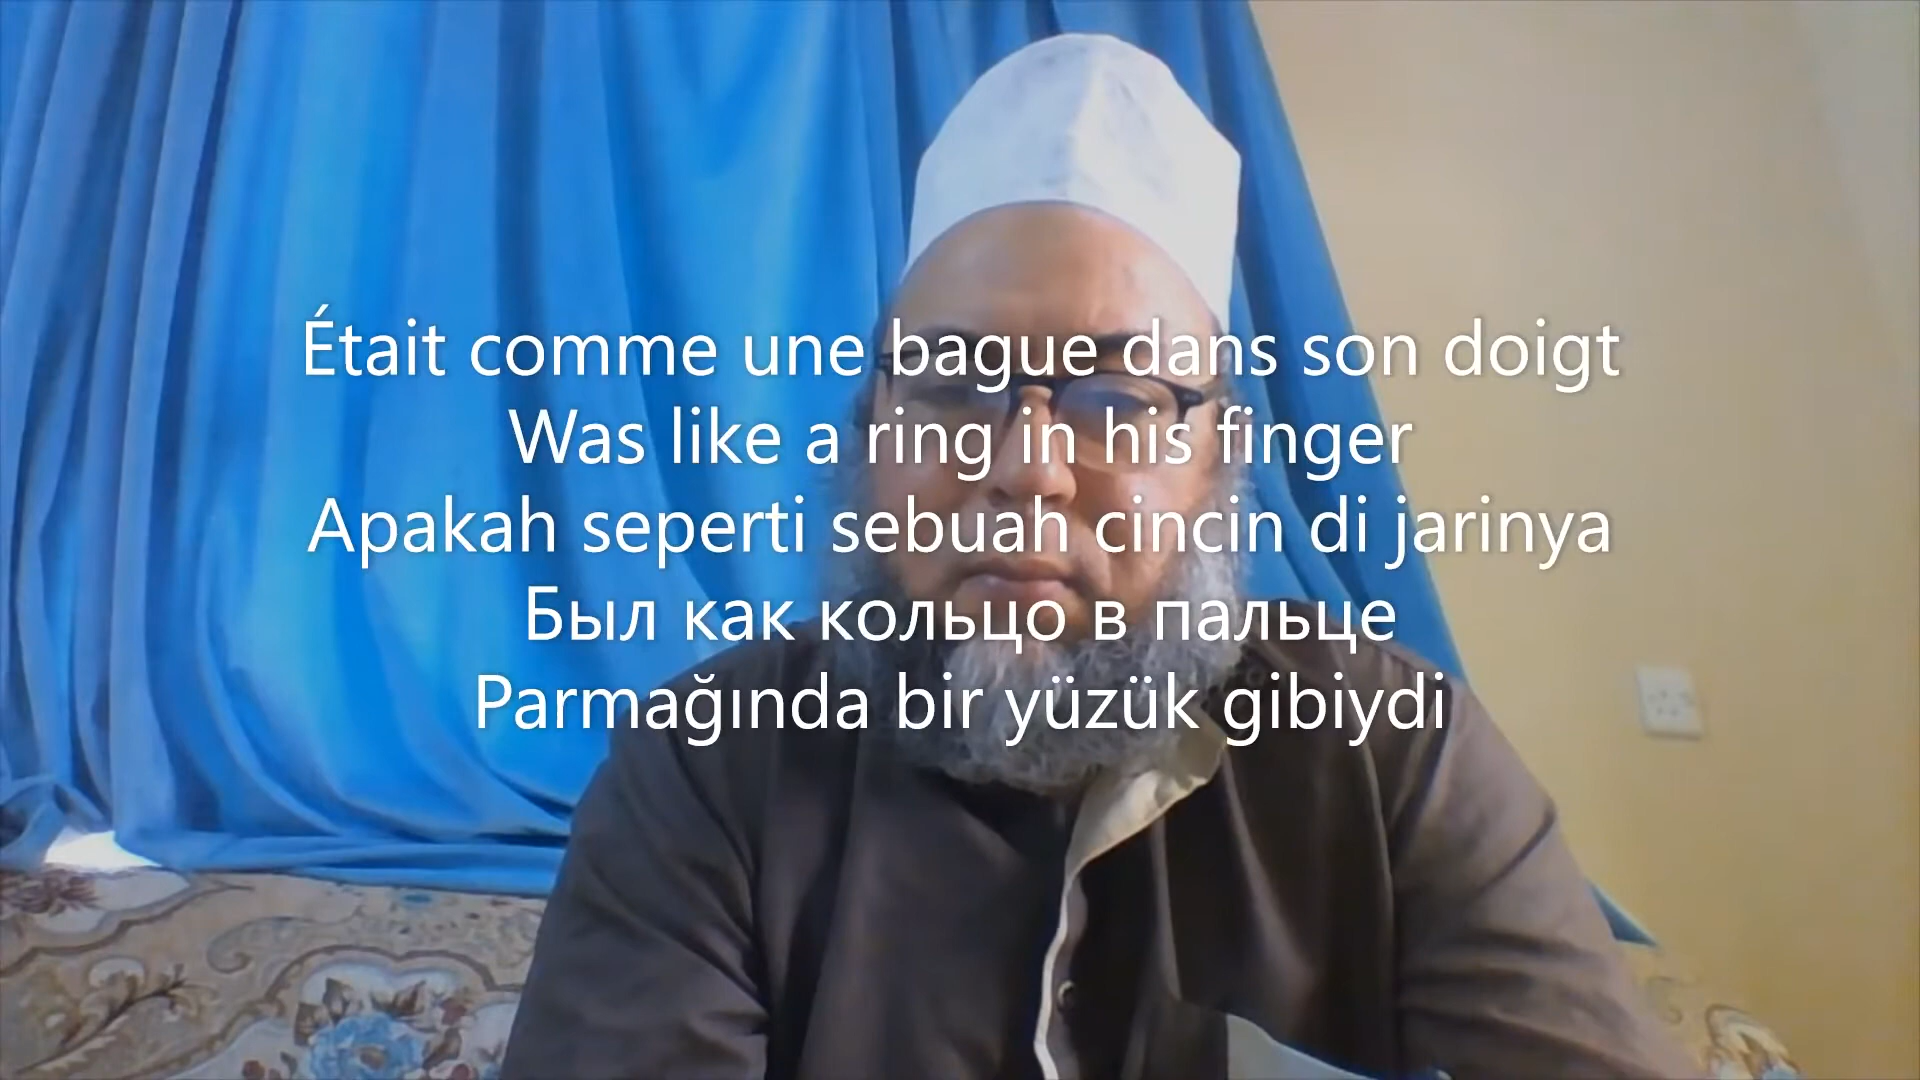 Était comme une bague dans son doigt
Was like a ring in his finger
Apakah seperti sebuah cincin di jarinya
Был как кольцо в пальце
Parmağında bir yüzük gibiydi